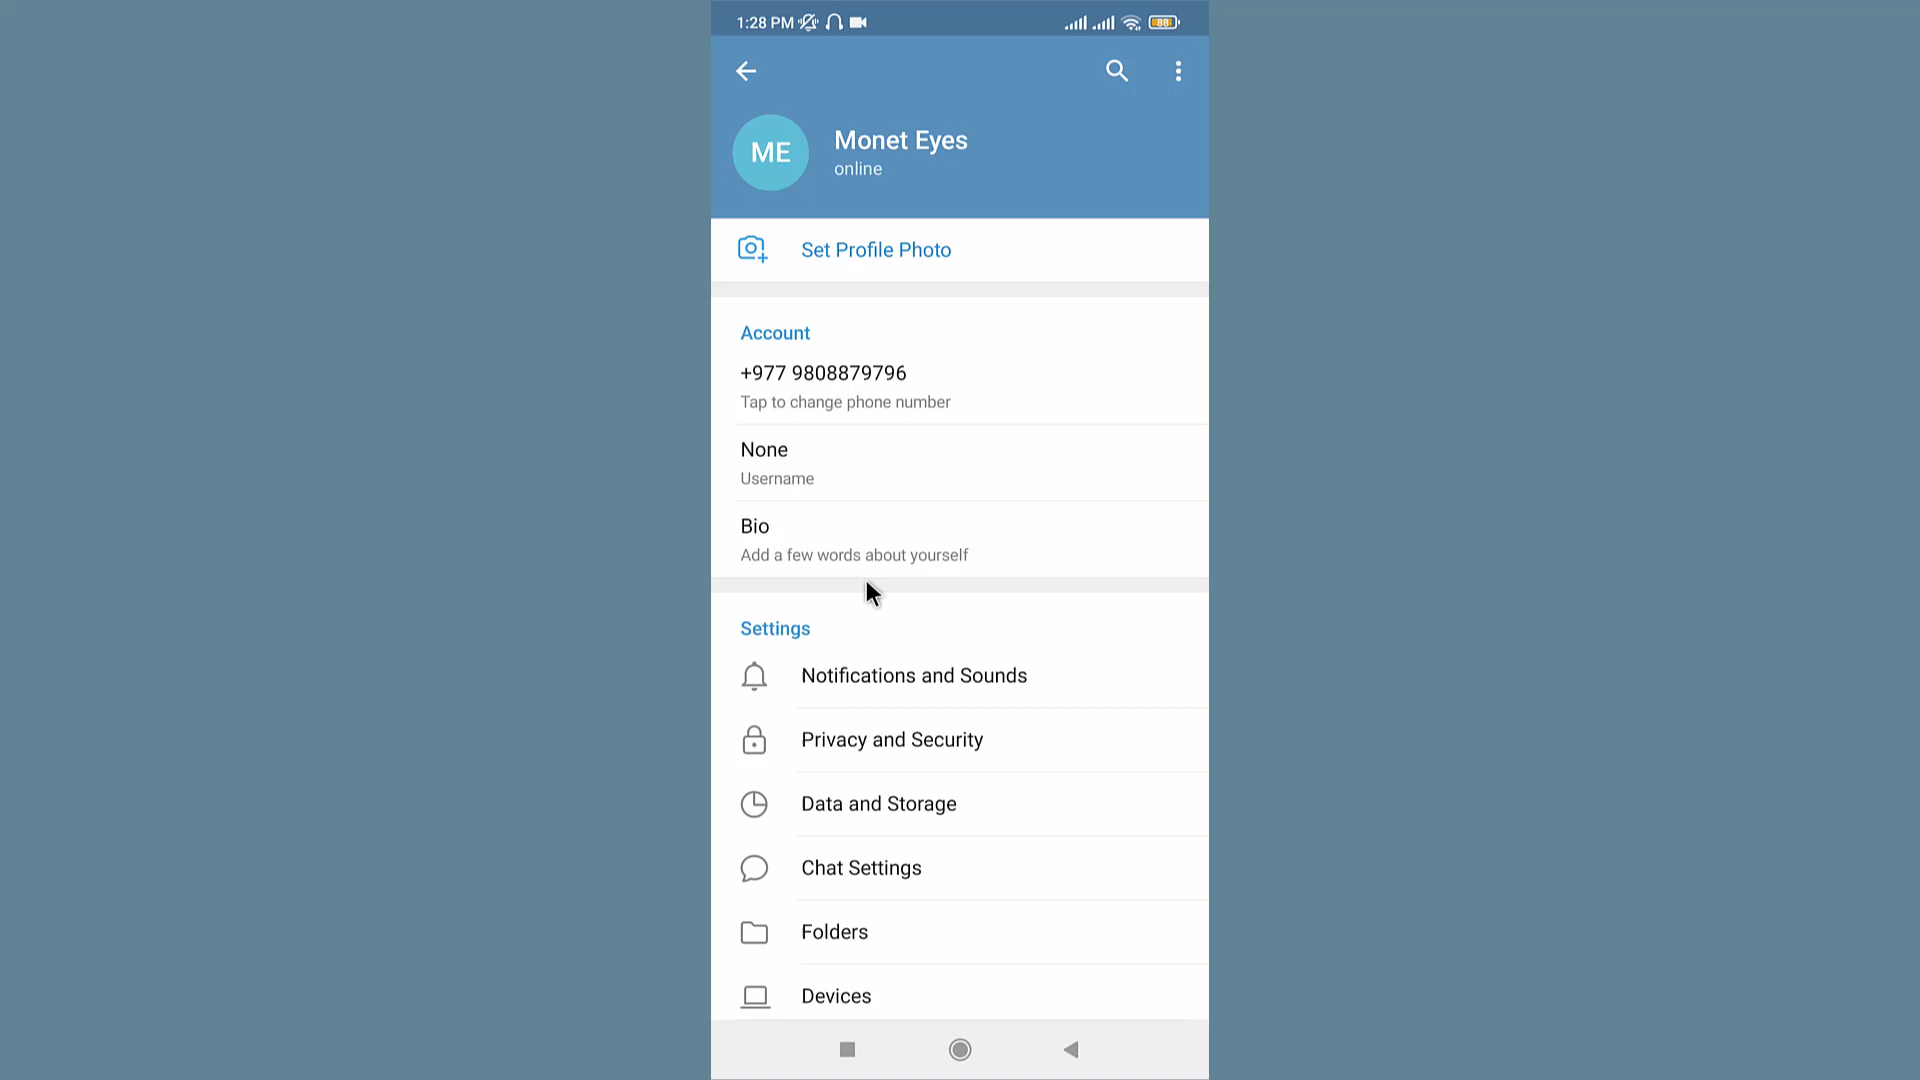 1:28 PM
88
ME
Monet Eyes
online
Set Profile Photo
Account
+977 9808879796
Tap to change phone number
None
Username
Bio
Add a few words about yourself
Settings
Notifications and Sounds
Privacy and Security
Data and Storage
Chat Settings
Folders
Devices